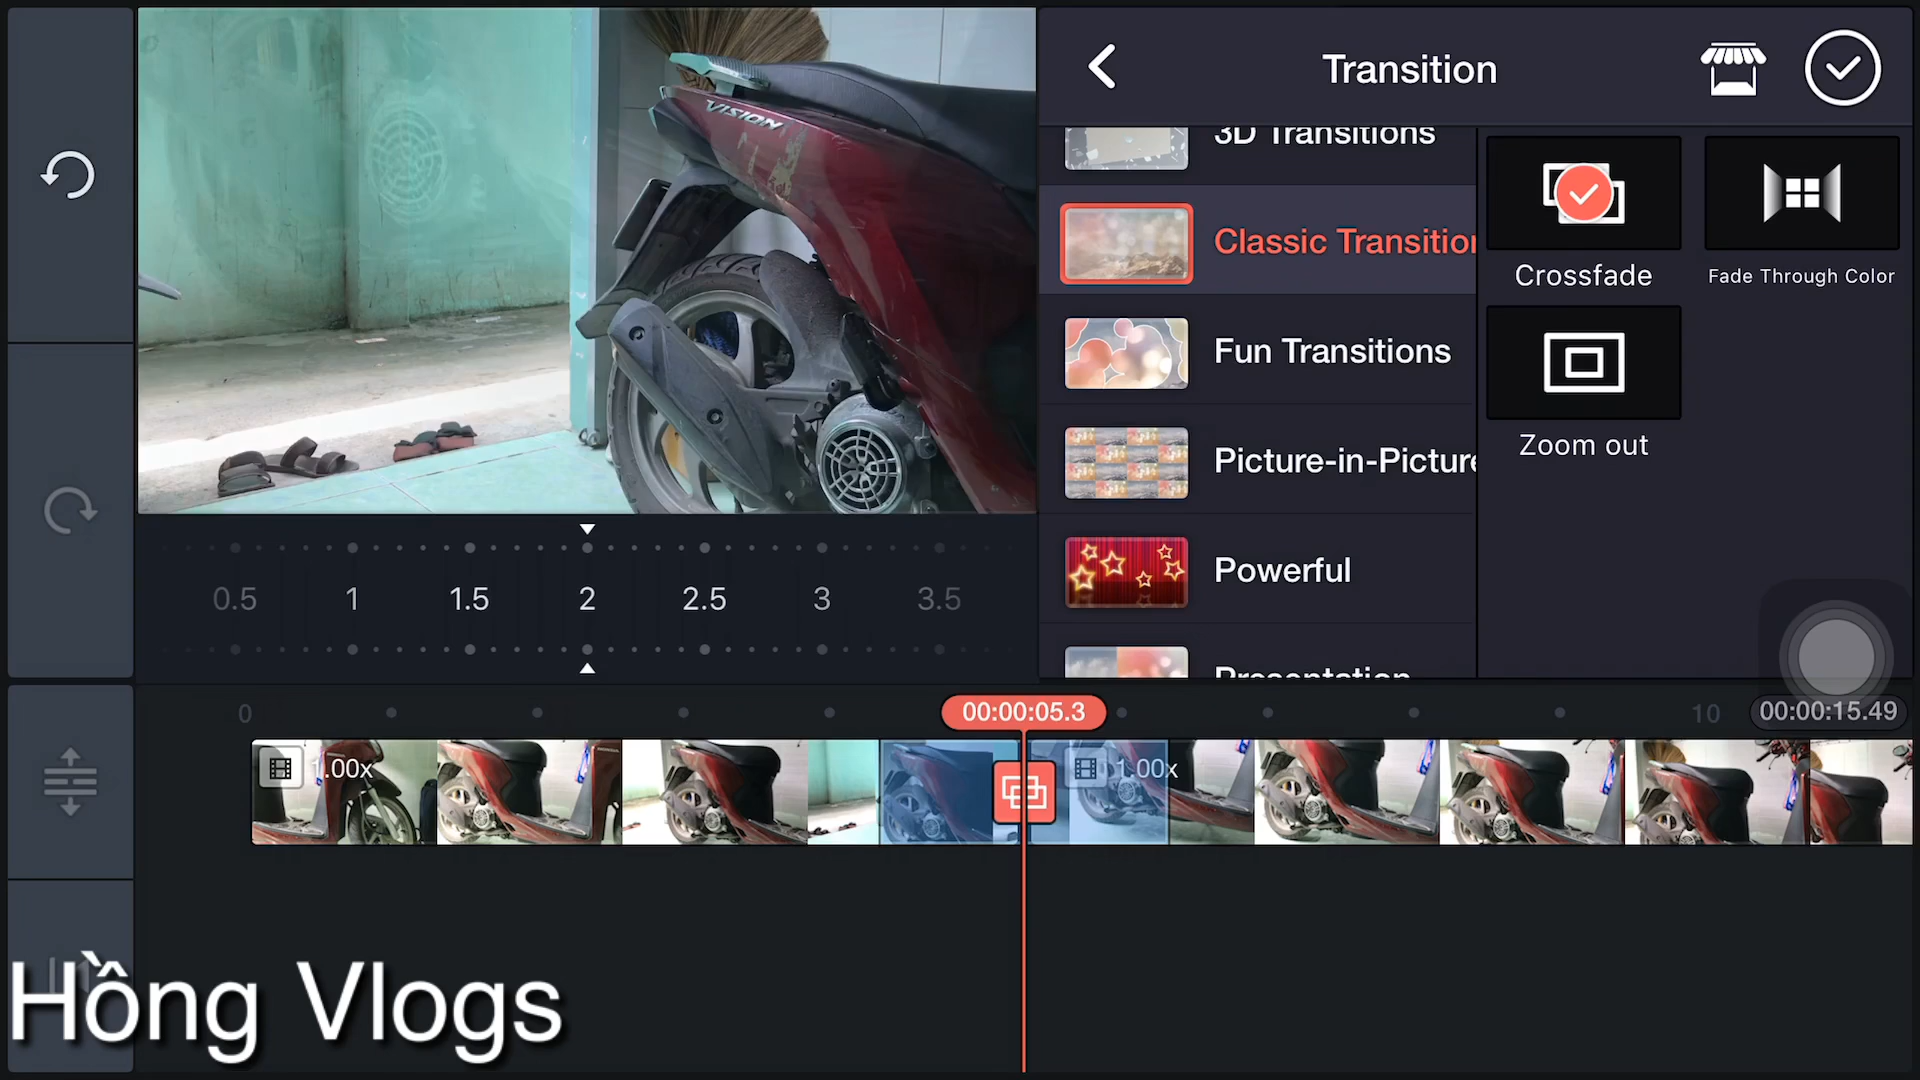 Transition
3D Transitions
Classic Transition
Fun Transitions
Picture-in-Picture
Powerful
Presentation
Crossfade
Fade Through Color
Zoom out
VISION
0.5 1 1.5 2 2.5 3 3.5
0 00:00:05.3 10 00:00:15.49
1.00x 1.00x
Hồng Vlogs